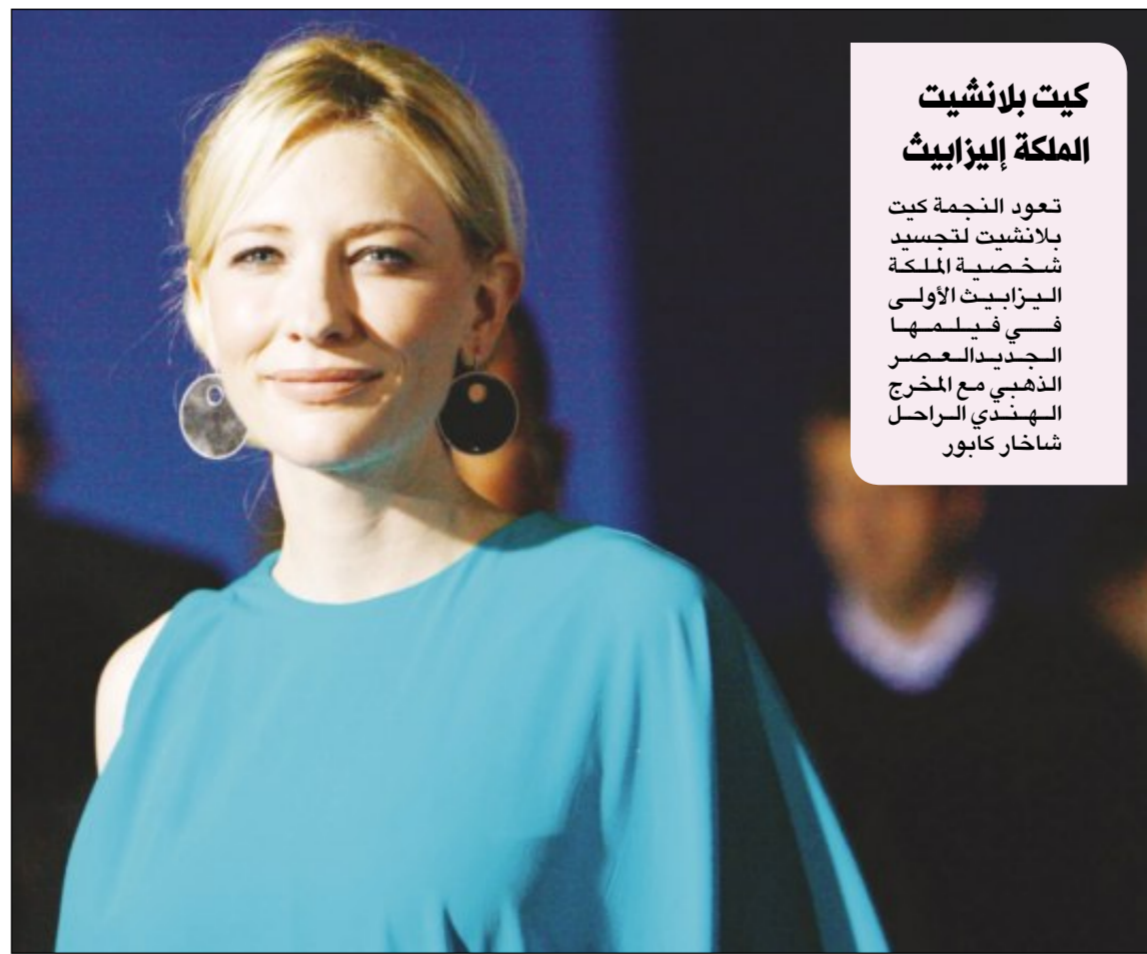 كيت بلانشيت
الملكة إليزابيث
تعود النجمة كيت
بلانشيت لتجسيد
شخصية الملكة
اليزابيث الأولى
في فيلمها
الجديدالعصر
الذهبي مع المخرج
الهندي الراحل
شاخار كابور